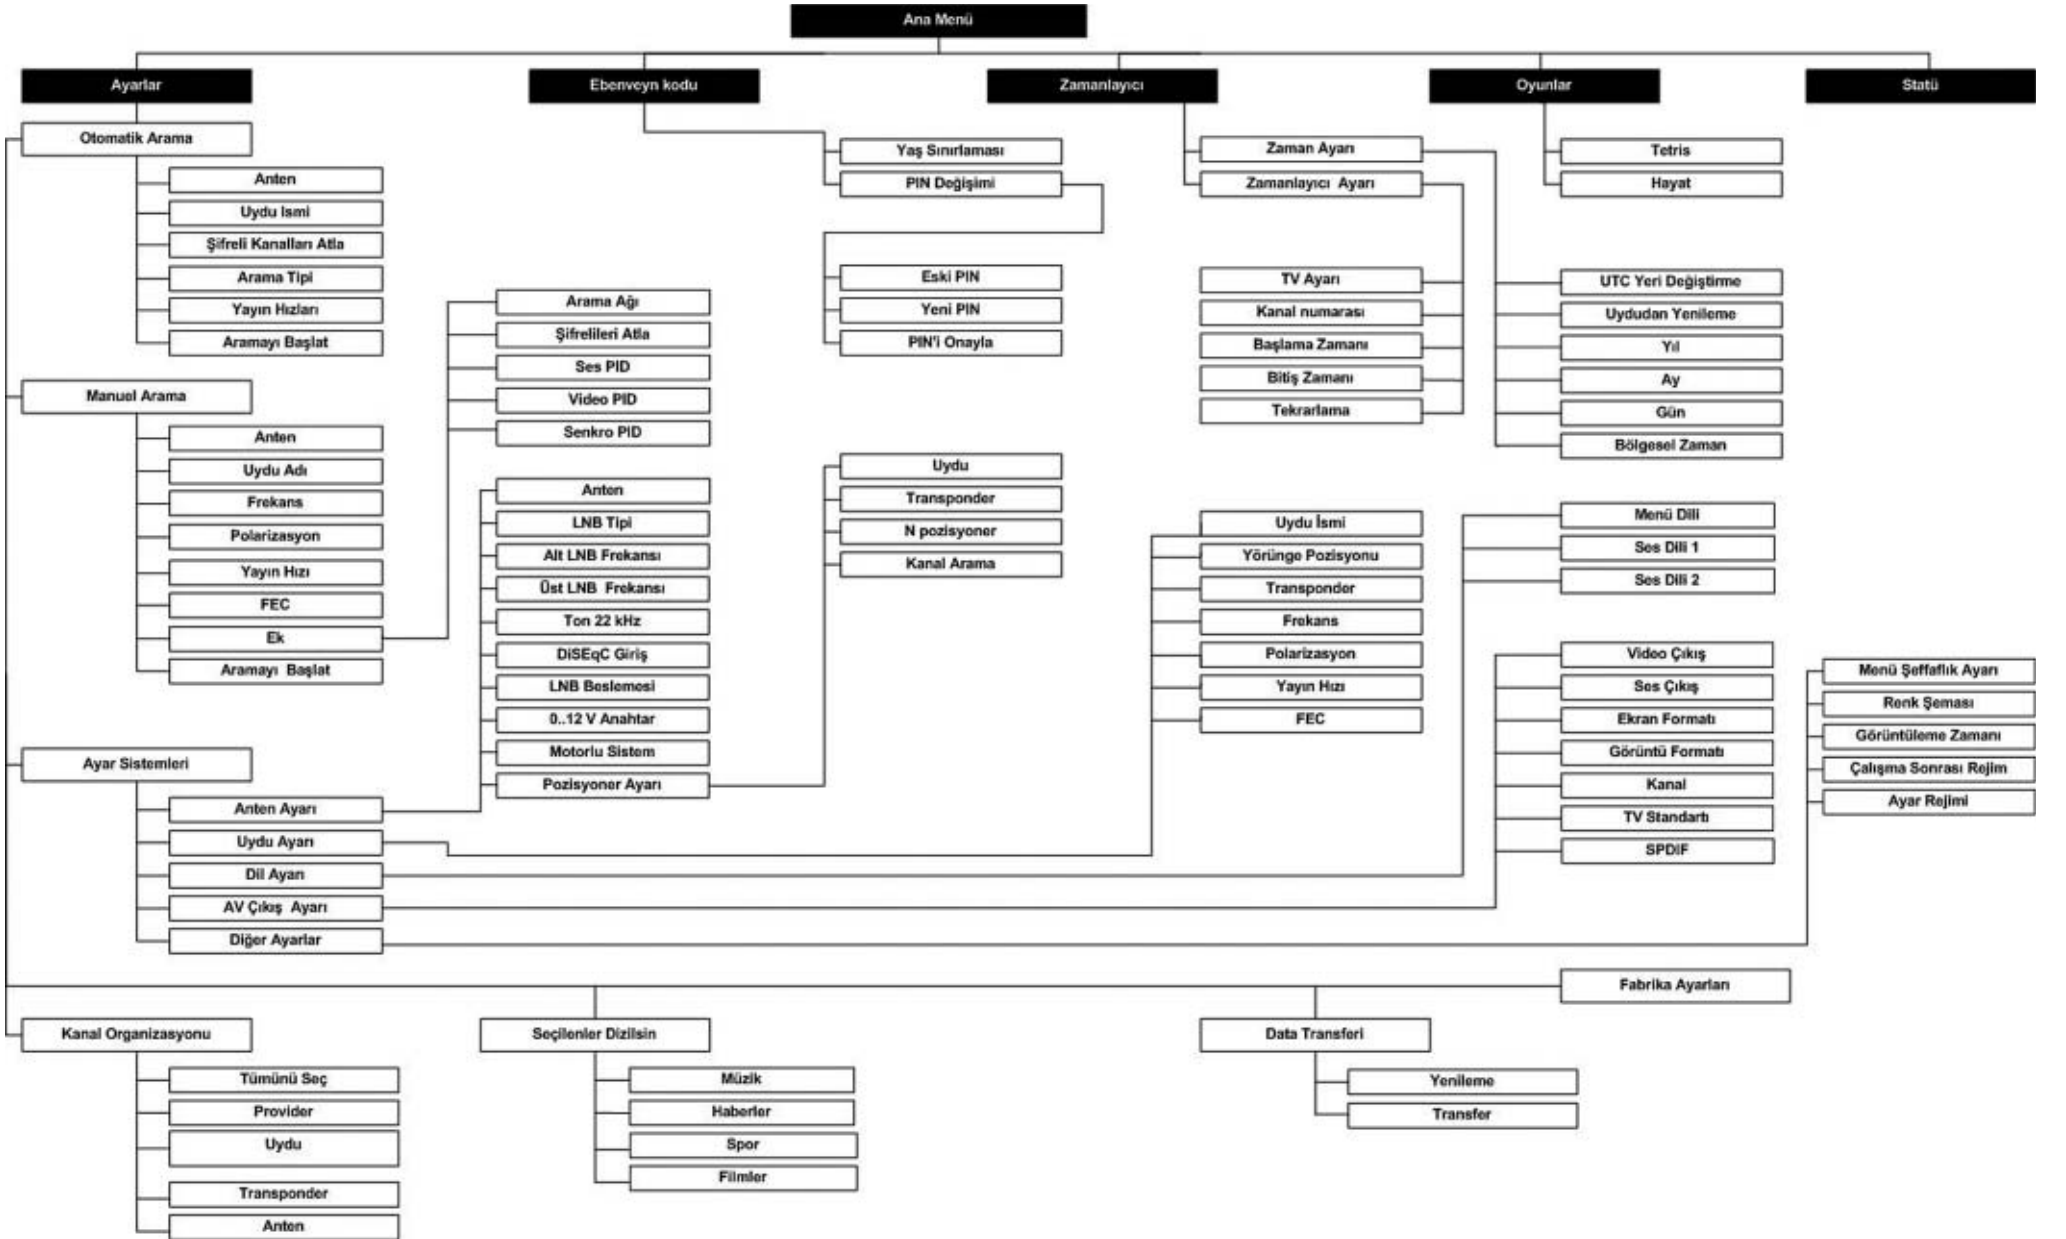 Ana Menü
Ayarlar
Ebenveyn kodu
Zamanlayıcı
Oyunlar
Statü
Otomatik Arama
Anten
Uydu Ismi
Şifreli Kanalları Atla
Arama Tipi
Yayın Hızları
Aramayı Başlat
Manuel Arama
Anten
Uydu Adı
Frekans
Polarizasyon
Yayın Hızı
FEC
Ek
Aramayı Başlat
Arama Ağı
Şifrelileri Atla
Ses PID
Video PID
Senkro PID
Ayar Sistemleri
Anten Ayarı
Uydu Ayarı
Dil Ayarı
AV Çıkış Ayarı
Diğer Ayarlar
Anten
LNB Tipi
Alt LNB Frekansı
Üst LNB Frekansı
Ton 22 kHz
DiSEqC Giriş
LNB Beslemesi
0..12 V Anahtar
Motorlu Sistem
Pozisyoner Ayarı
Uydu
Transponder
N pozisyoner
Kanal Arama
Uydu İsmi
Yörünge Pozisyonu
Transponder
Frekans
Polarizasyon
Yayın Hızı
FEC
Menü Dili
Ses Dili 1
Ses Dili 2
Video Çıkış
Ses Çıkış
Ekran Formatı
Görüntü Formatı
Kanal
TV Standartı
SPDIF
Menü Şeffaflık Ayarı
Renk Şeması
Görüntüleme Zamanı
Çalışma Sonrası Rejim
Ayar Rejimi
Yaş Sınırlaması
PIN Değişimi
Eski PIN
Yeni PIN
PIN'i Onayla
Zaman Ayarı
Zamanlayıcı Ayarı
TV Ayarı
Kanal numarası
Başlama Zamanı
Bitiş Zamanı
Tekrarlama
UTC Yeri Değiştirme
Uydudan Yenileme
Yıl
Ay
Gün
Bölgesel Zaman
Tetris
Hayat
Fabrika Ayarları
Kanal Organizasyonu
Tümünü Seç
Provider
Uydu
Transponder
Anten
Seçilenler Dizilsin
Müzik
Haberler
Spor
Filmler
Data Transferi
Yenileme
Transfer